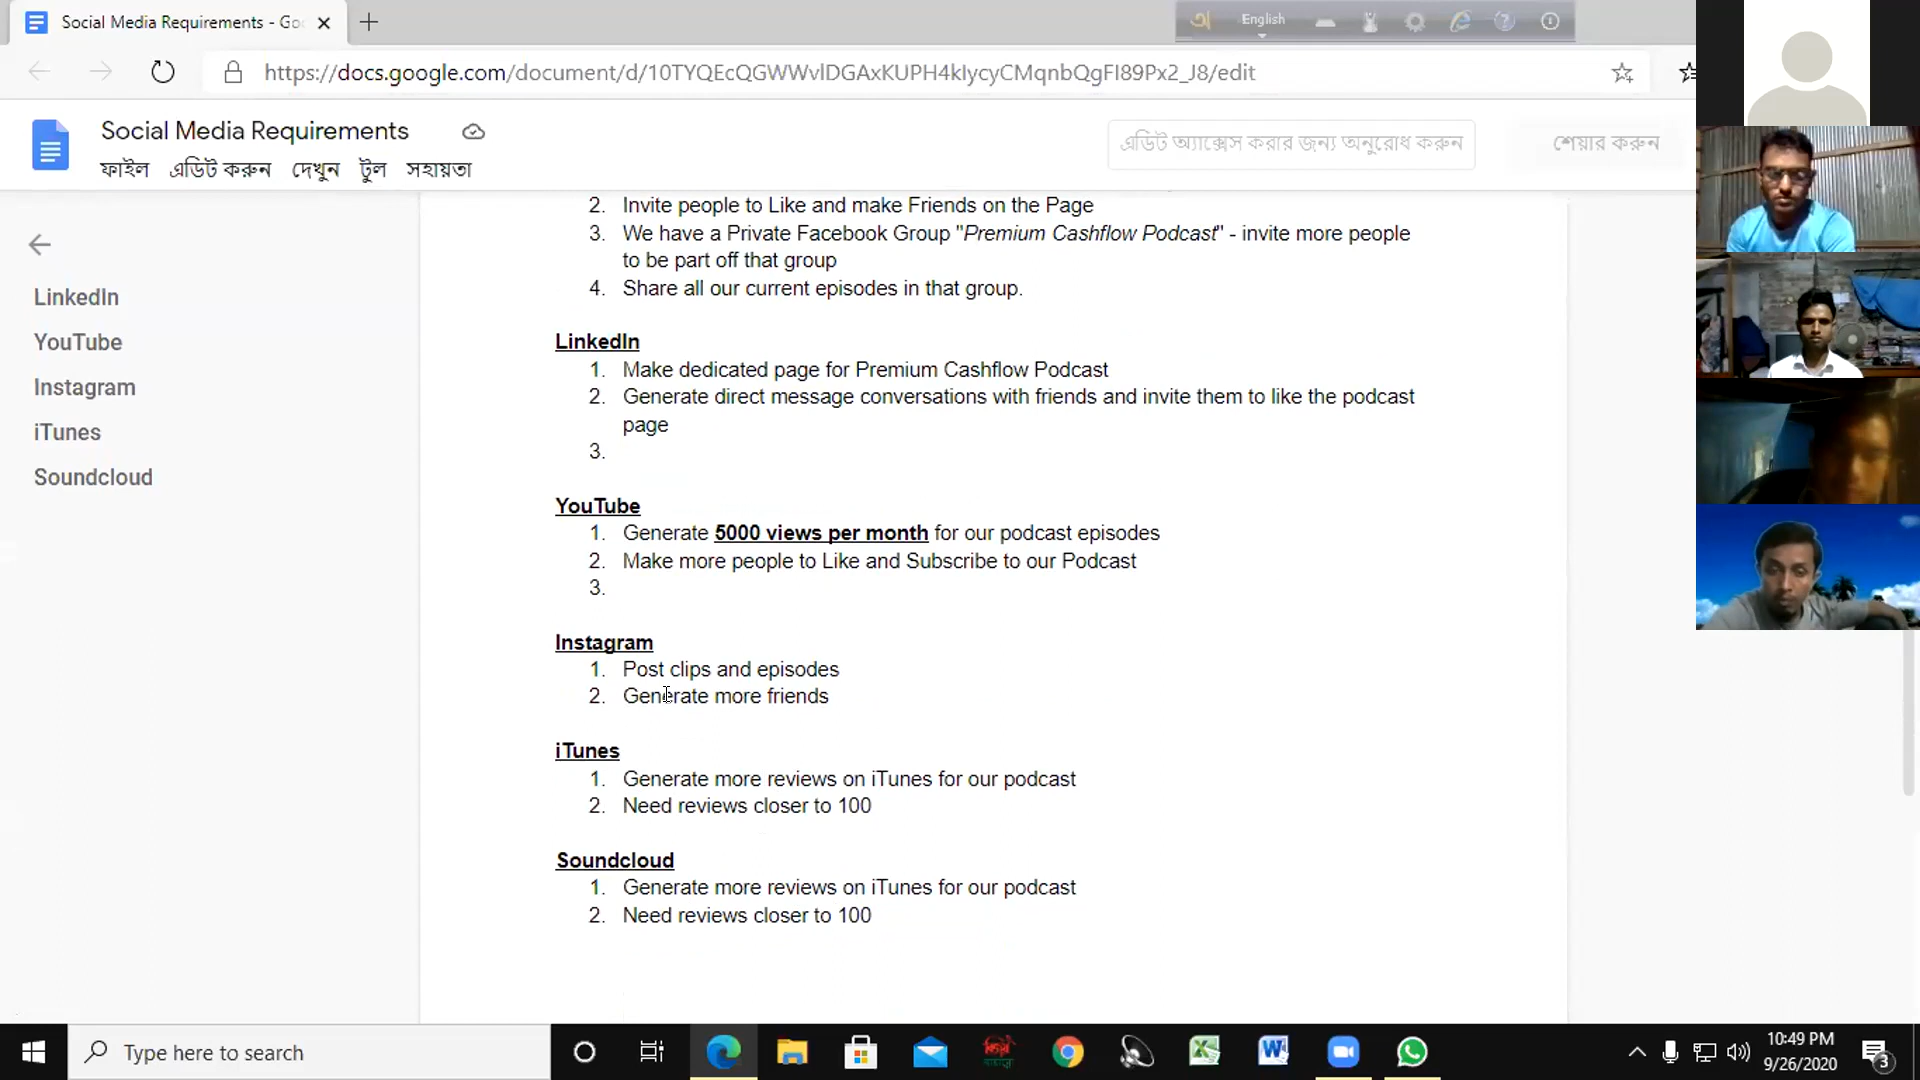 Social Media Requirements - Goo
English
https://docs.google.com/document/d/10TYQEcQGWWvlDGAxKUPH4klycyCMqnbQgFI89Px2_J8/edit
Social Media Requirements
এডিট অ্যাক্সেস করার জন্য অনুরোধ করুন
শেয়ার করুন
ফাইল এডিট করুন দেখুন টুল সহায়তা
LinkedIn
YouTube
Instagram
iTunes
Soundcloud
2. Invite people to Like and make Friends on the Page
3. We have a Private Facebook Group "Premium Cashflow Podcast" - invite more people
to be part off that group
4. Share all our current episodes in that group.
LinkedIn
1. Make dedicated page for Premium Cashflow Podcast
2. Generate direct message conversations with friends and invite them to like the podcast
page
3.
YouTube
1. Generate 5000 views per month for our podcast episodes
2. Make more people to Like and Subscribe to our Podcast
3.
Instagram
1. Post clips and episodes
2. Generate more friends
iTunes
1. Generate more reviews on iTunes for our podcast
2. Need reviews closer to 100
Soundcloud
1. Generate more reviews on iTunes for our podcast
2. Need reviews closer to 100
Type here to search
10:49 PM
9/26/2020
3